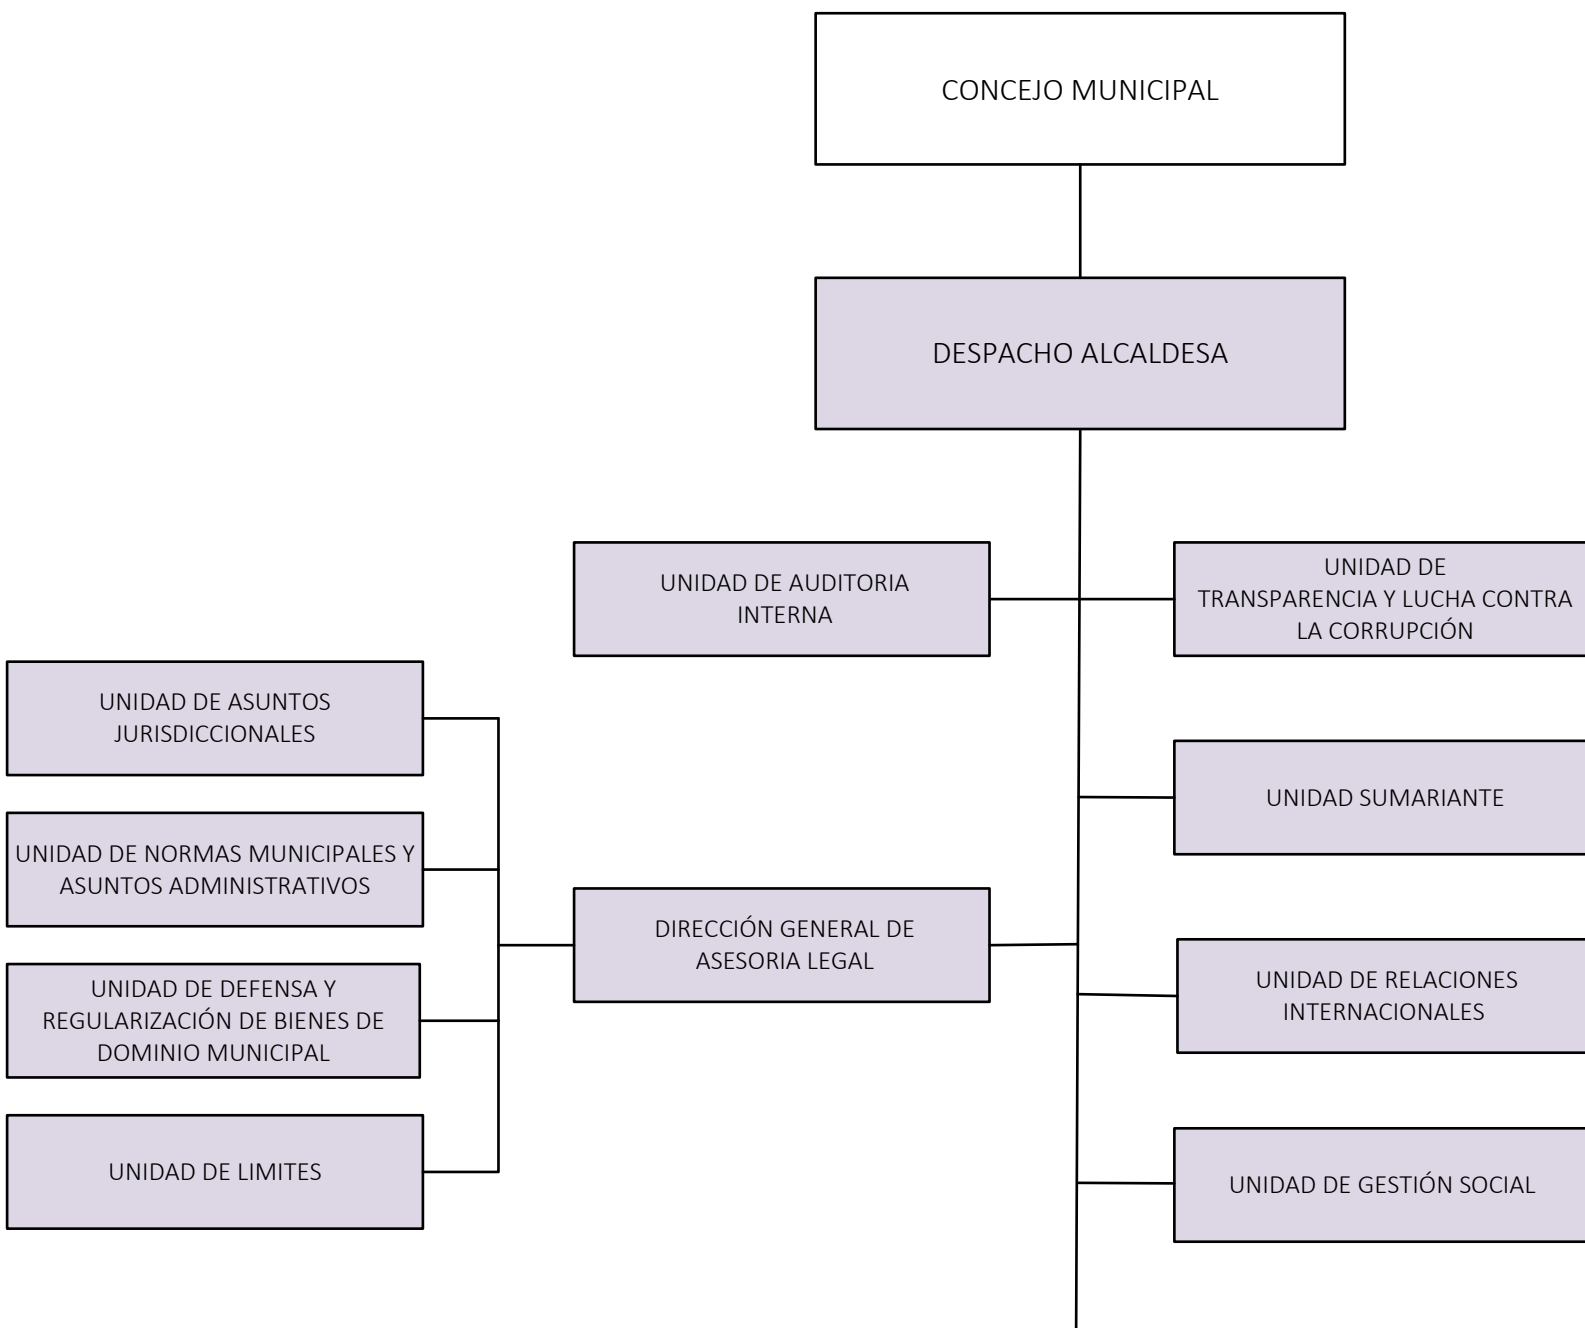 CONCEJO MUNICIPAL
DESPACHO ALCALDESA
UNIDAD DE AUDITORIA
INTERNA
UNIDAD DE
TRANSPARENCIA Y LUCHA CONTRA
LA CORRUPCIÓN
UNIDAD DE ASUNTOS
JURISDICCIONALES
UNIDAD SUMARIANTE
UNIDAD DE NORMAS MUNICIPALES Y
ASUNTOS ADMINISTRATIVOS
DIRECCIÓN GENERAL DE
ASESORIA LEGAL
UNIDAD DE RELACIONES
INTERNACIONALES
UNIDAD DE DEFENSA Y
REGULARIZACIÓN DE BIENES DE
DOMINIO MUNICIPAL
UNIDAD DE LIMITES
UNIDAD DE GESTIÓN SOCIAL